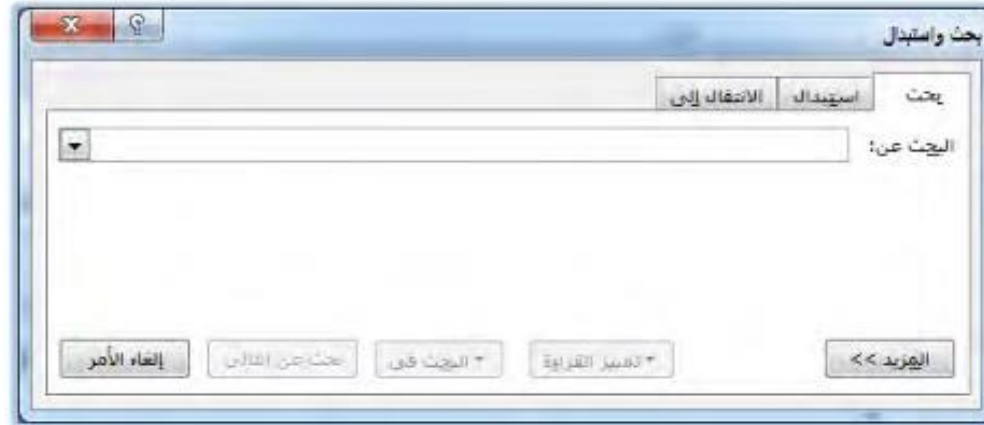 بحث واستبدال
بحث استبدال الانتقال إلى
البحث عن:
المزيد >> تمييز القراءة البحث في بحث عن التالي إلغاء الأمر